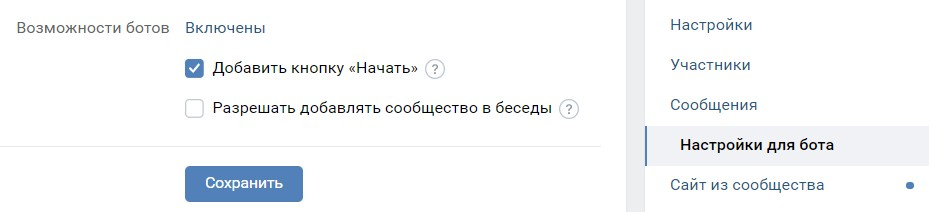 Возможности ботов Включены
Добавить кнопку «Начать» ?
Разрешать добавлять сообщество в беседы ?
Сохранить
Настройки
Участники
Сообщения
Настройки для бота
Сайт из сообщества